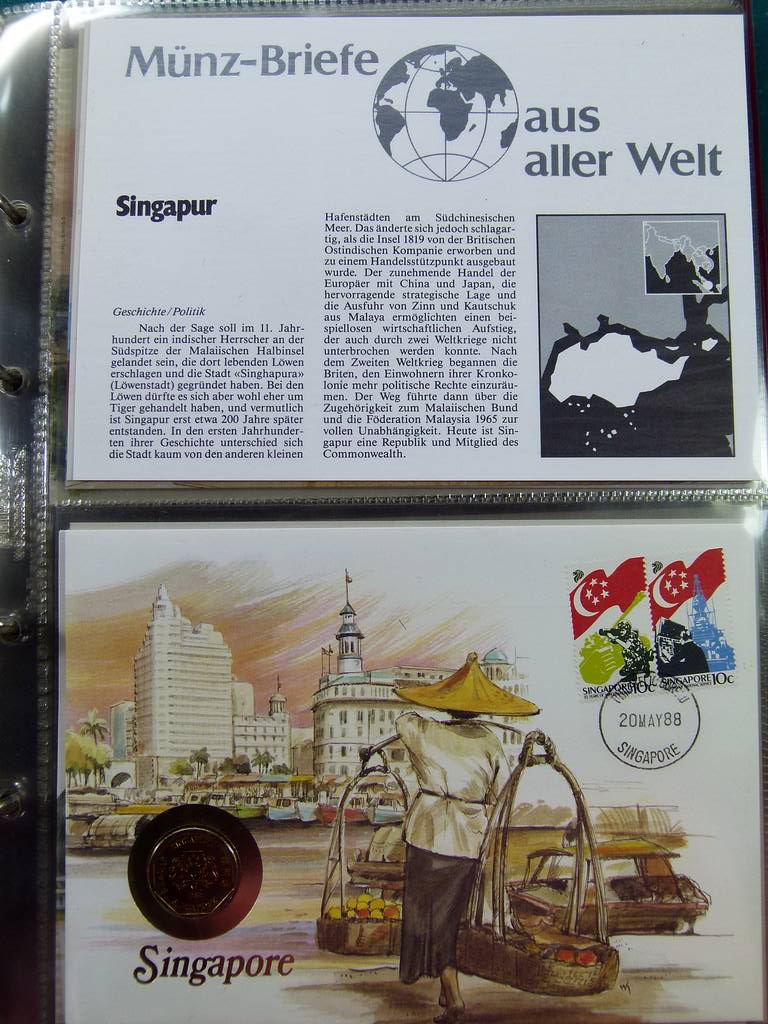 Münz-Briefe
aus
aller Welt
Singapur
Geschichte/Politik
Nach der Sage soll im 11. Jahr-
hundert ein indischer Herrscher an der
Südspitze der Malaiischen Halbinsel
gelandet sein, die dort lebenden Löwen
erschlagen und die Stadt «Singhapura»
(Löwenstadt) gegründet haben. Bei den
Löwen dürfte es sich aber wohl eher um
Tiger gehandelt haben, und vermutlich
ist Singapur erst etwa 200 Jahre später
entstanden. In den ersten Jahrhunder-
ten ihrer Geschichte unterschied sich
die Stadt kaum von den anderen kleinen
Hafenstädten am Südchinesischen
Meer. Das änderte sich jedoch schlagar-
tig, als die Insel 1819 von der Britischen
Ostindischen Kompanie erworben und
zu einem Handelsstützpunkt ausgebaut
wurde. Der zunehmende Handel der
Europäer mit China und Japan, die
hervorragende strategische Lage und
die Ausfuhr von Zinn und Kautschuk
aus Malaya ermöglichten einen bei-
spiellosen wirtschaftlichen Aufstieg,
der auch durch zwei Weltkriege nicht
unterbrochen werden konnte. Nach
dem Zweiten Weltkrieg begannen die
Briten, den Einwohnern ihrer Kronko-
lonie mehr politische Rechte einzuräu-
men. Der Weg führte dann über die
Zugehörigkeit zum Malaiischen Bund
und die Föderation Malaysia 1965 zur
vollen Unabhängigkeit. Heute ist Sin-
gapur eine Republik und Mitglied des
Commonwealth.
SINGAPORE 10c
SINGAPORE 10c
20MAY88
SINGAPORE
Singapore